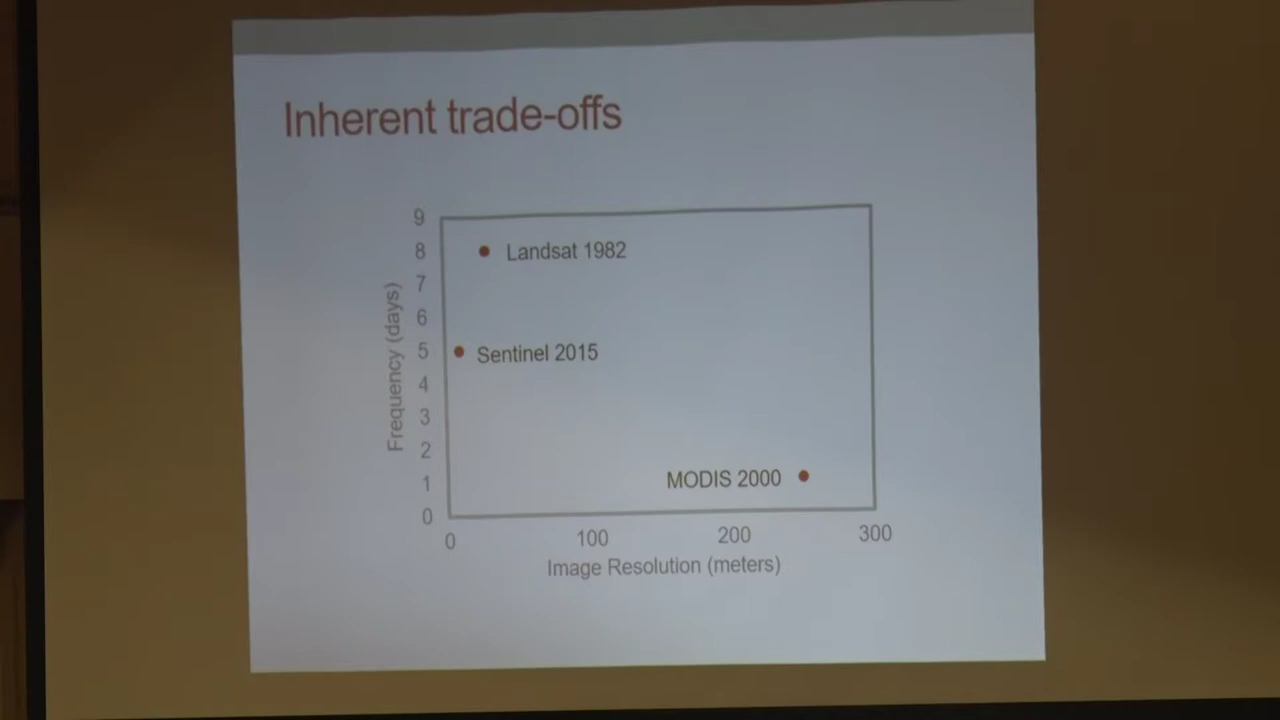 Inherent trade-offs
9
8
7
6
5
4
3
2
1
0
Frequency (days)
Landsat 1982
Sentinel 2015
MODIS 2000
0 100 200 300
Image Resolution (meters)